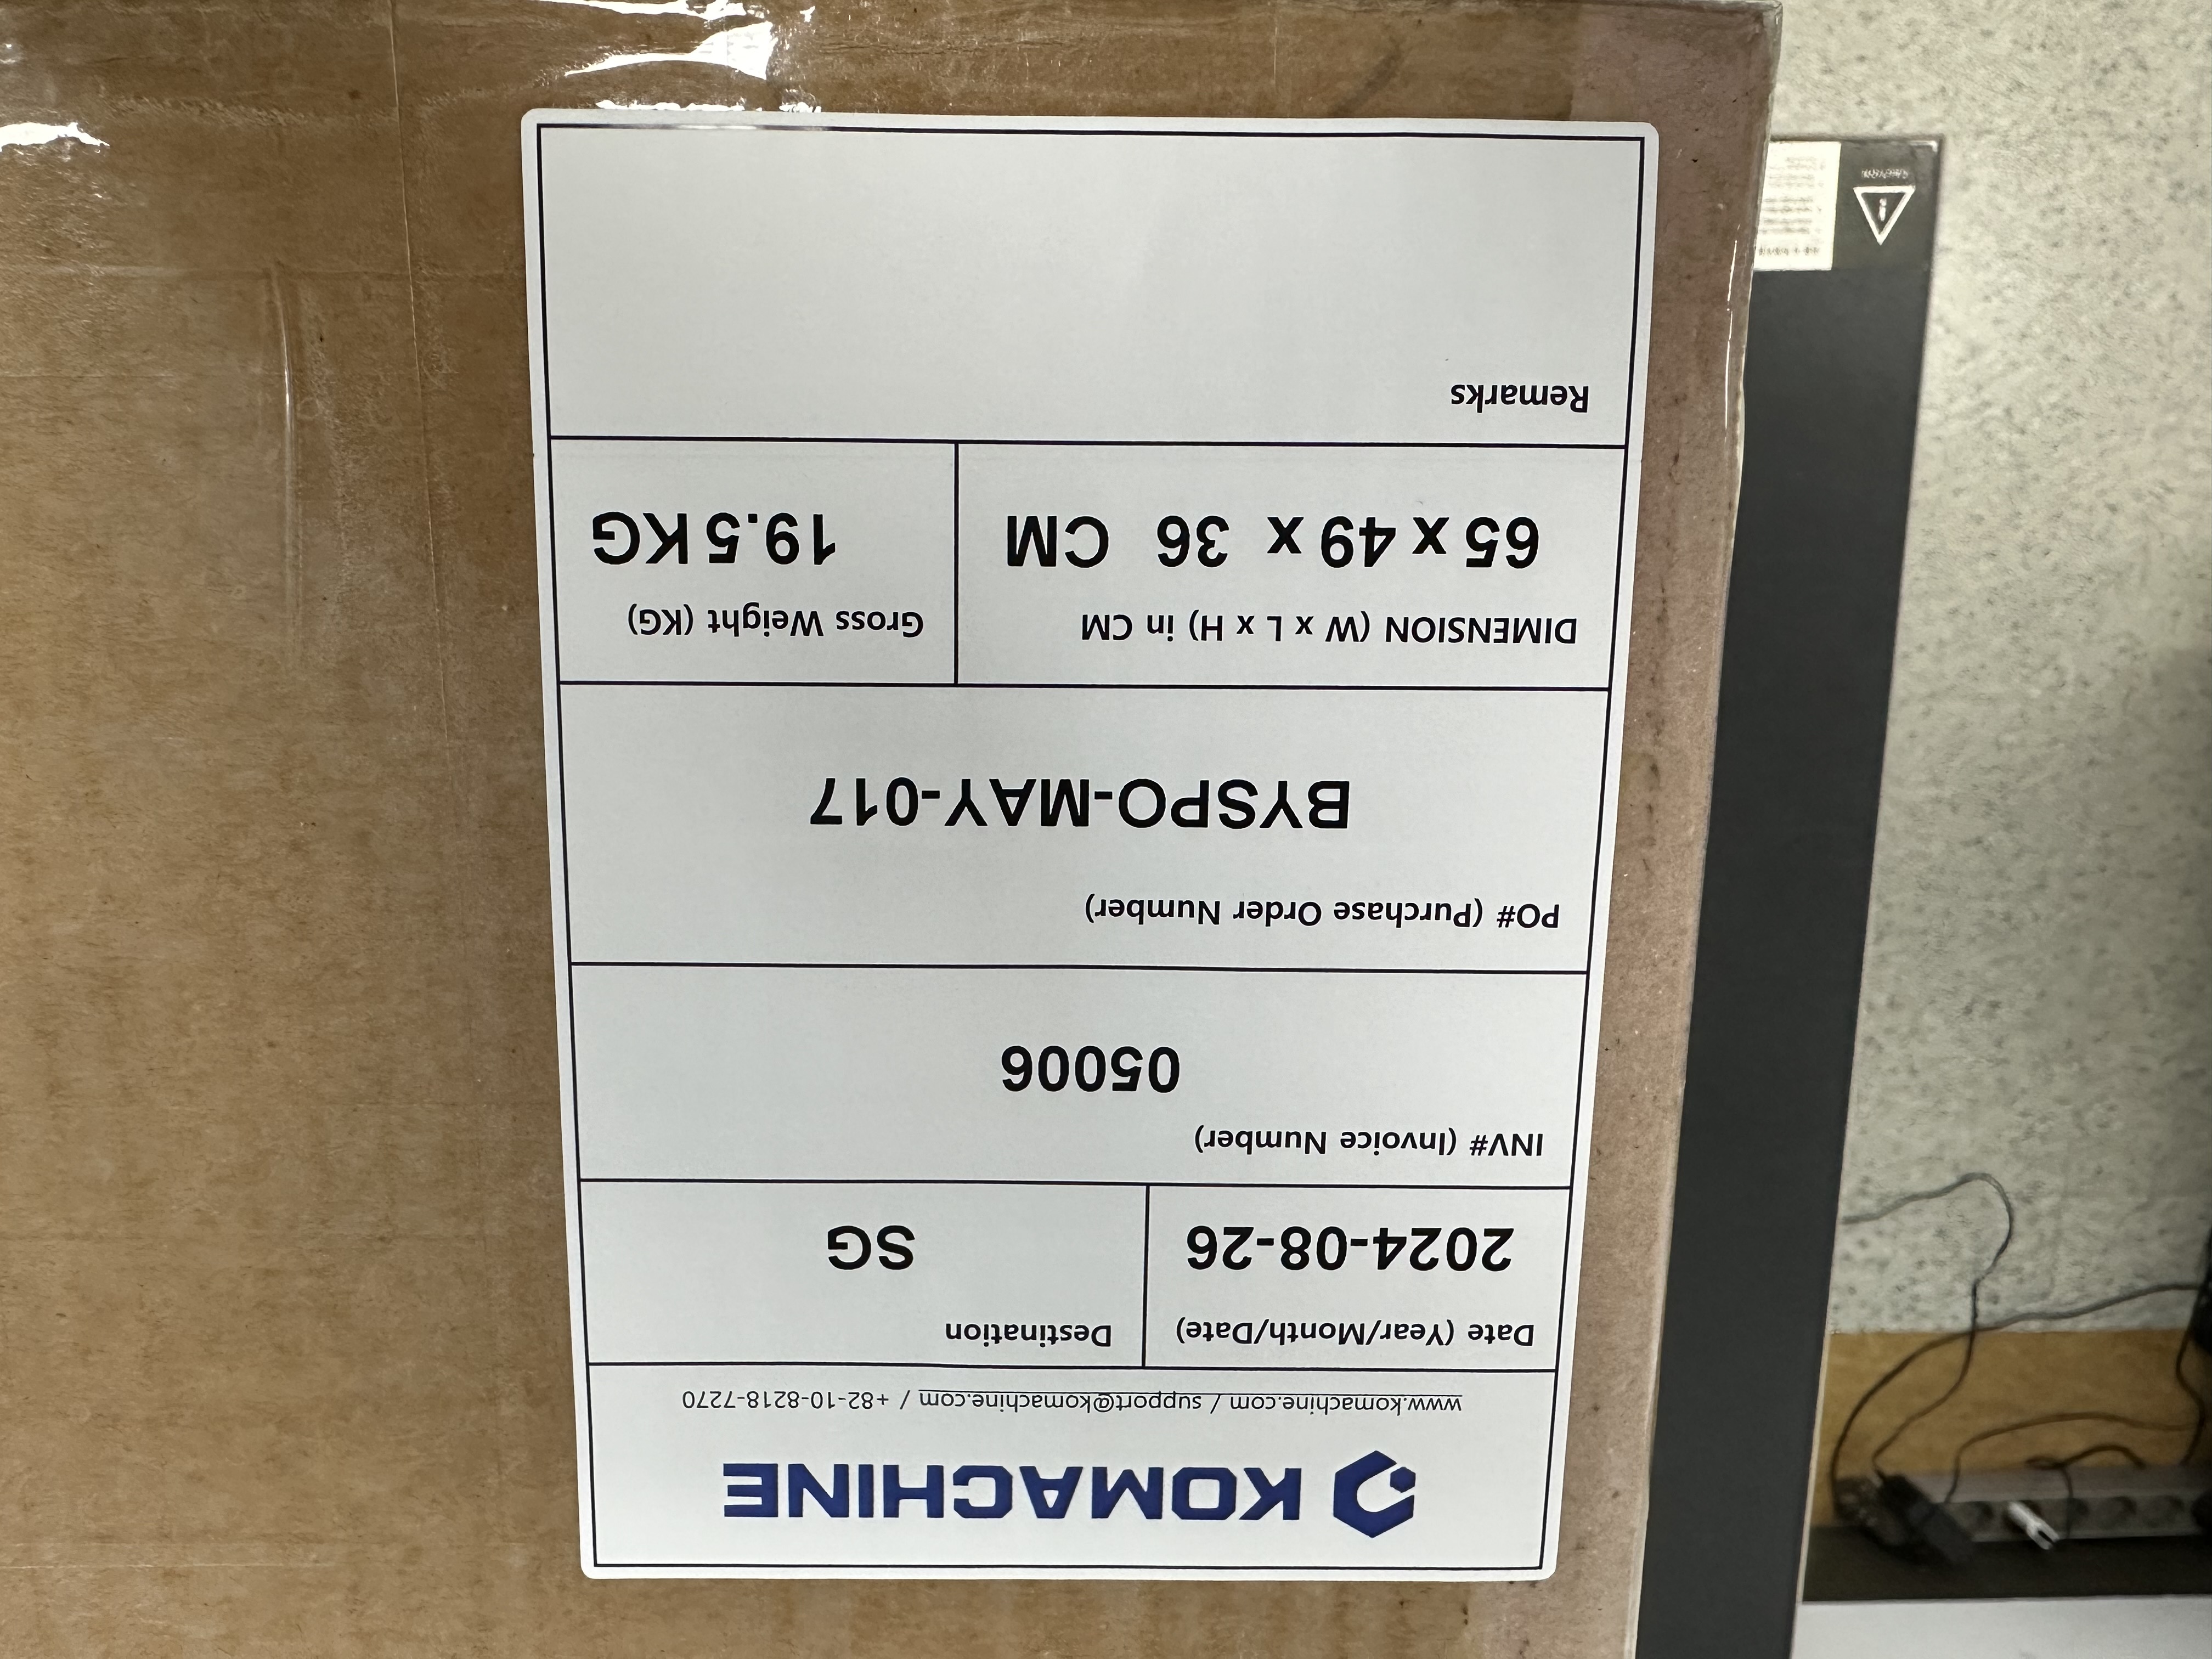 KOMACHINE
www.komachine.com / support@komachine.com / +82-10-8218-7270
Date (Year/Month/Date)
2024-08-26
Destination
SG
INV# (Invoice Number)
05006
PO# (Purchase Order Number)
BYSPO-MAY-017
DIMENSION (W x L x H) in CM
65 x 49 x 36 CM
Gross Weight (KG)
19.5 KG
Remarks